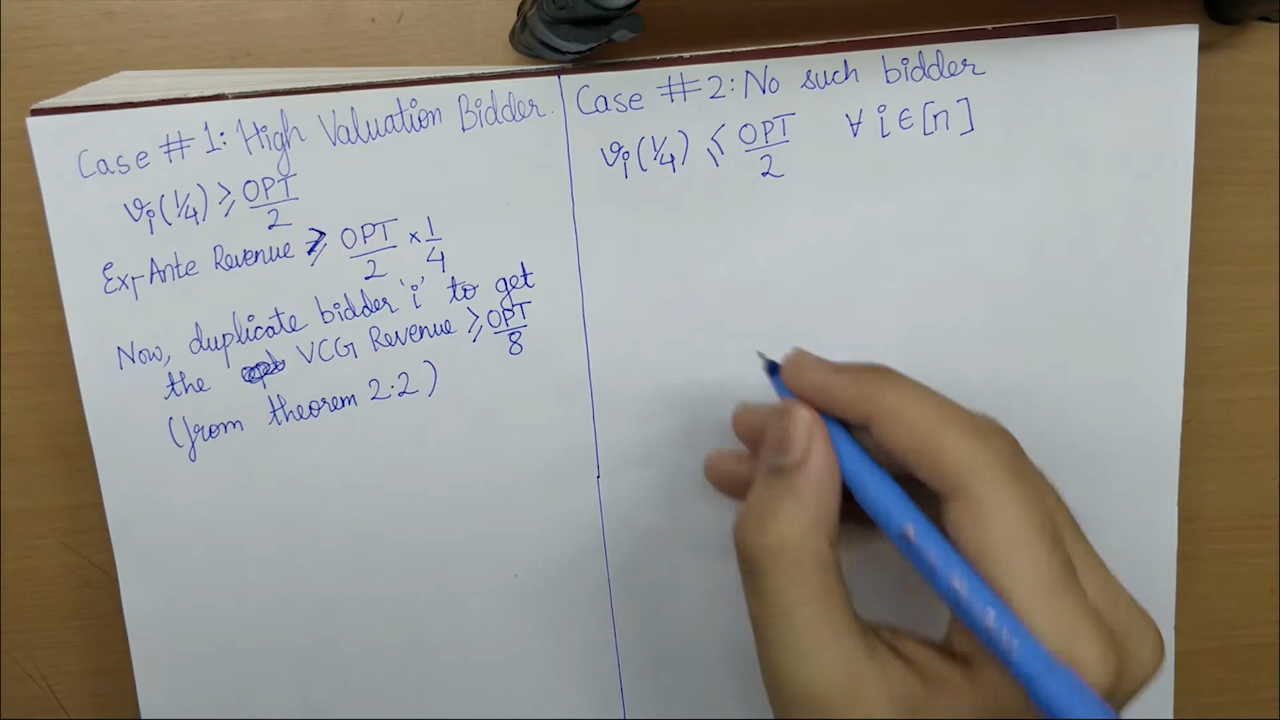 Case #1: High Valuation Bidder.
vᵢ(1/4) ≥ OPT/2
Ex-Ante Revenue ≥ OPT/2 × 1/4
Now, duplicate bidder 'i' to get
the VCG Revenue ≥ OPT/8
(from theorem 2.2)
Case #2: No such bidder
vᵢ(1/4) ≤ OPT/2 ∀ i ∈ [n]